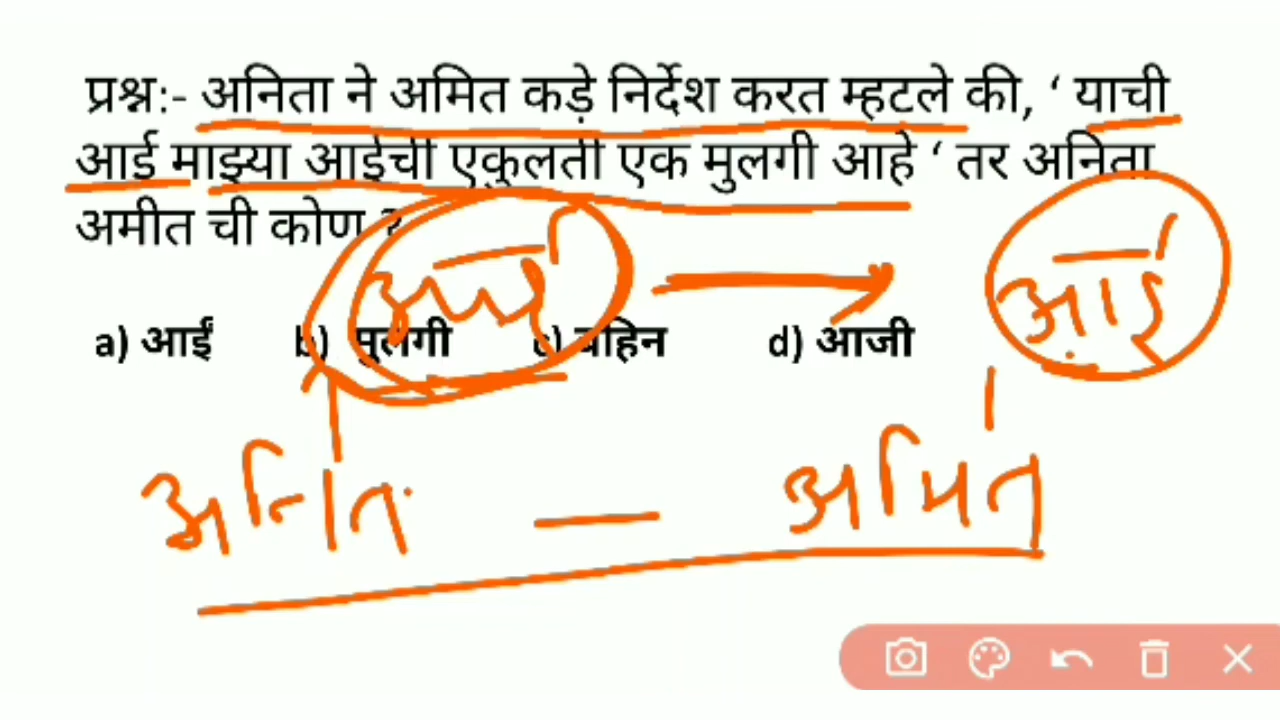 प्रश्न:- अनिता ने अमित कडे निर्देश करत म्हटले की, ‘ याची
आई माझ्या आईची एकुलती एक मुलगी आहे ‘ तर अनिता
अमीत ची कोण ?
आई आई
a) आईं b) मुलगी c) बहिन d) आजी
अनिता — अमित